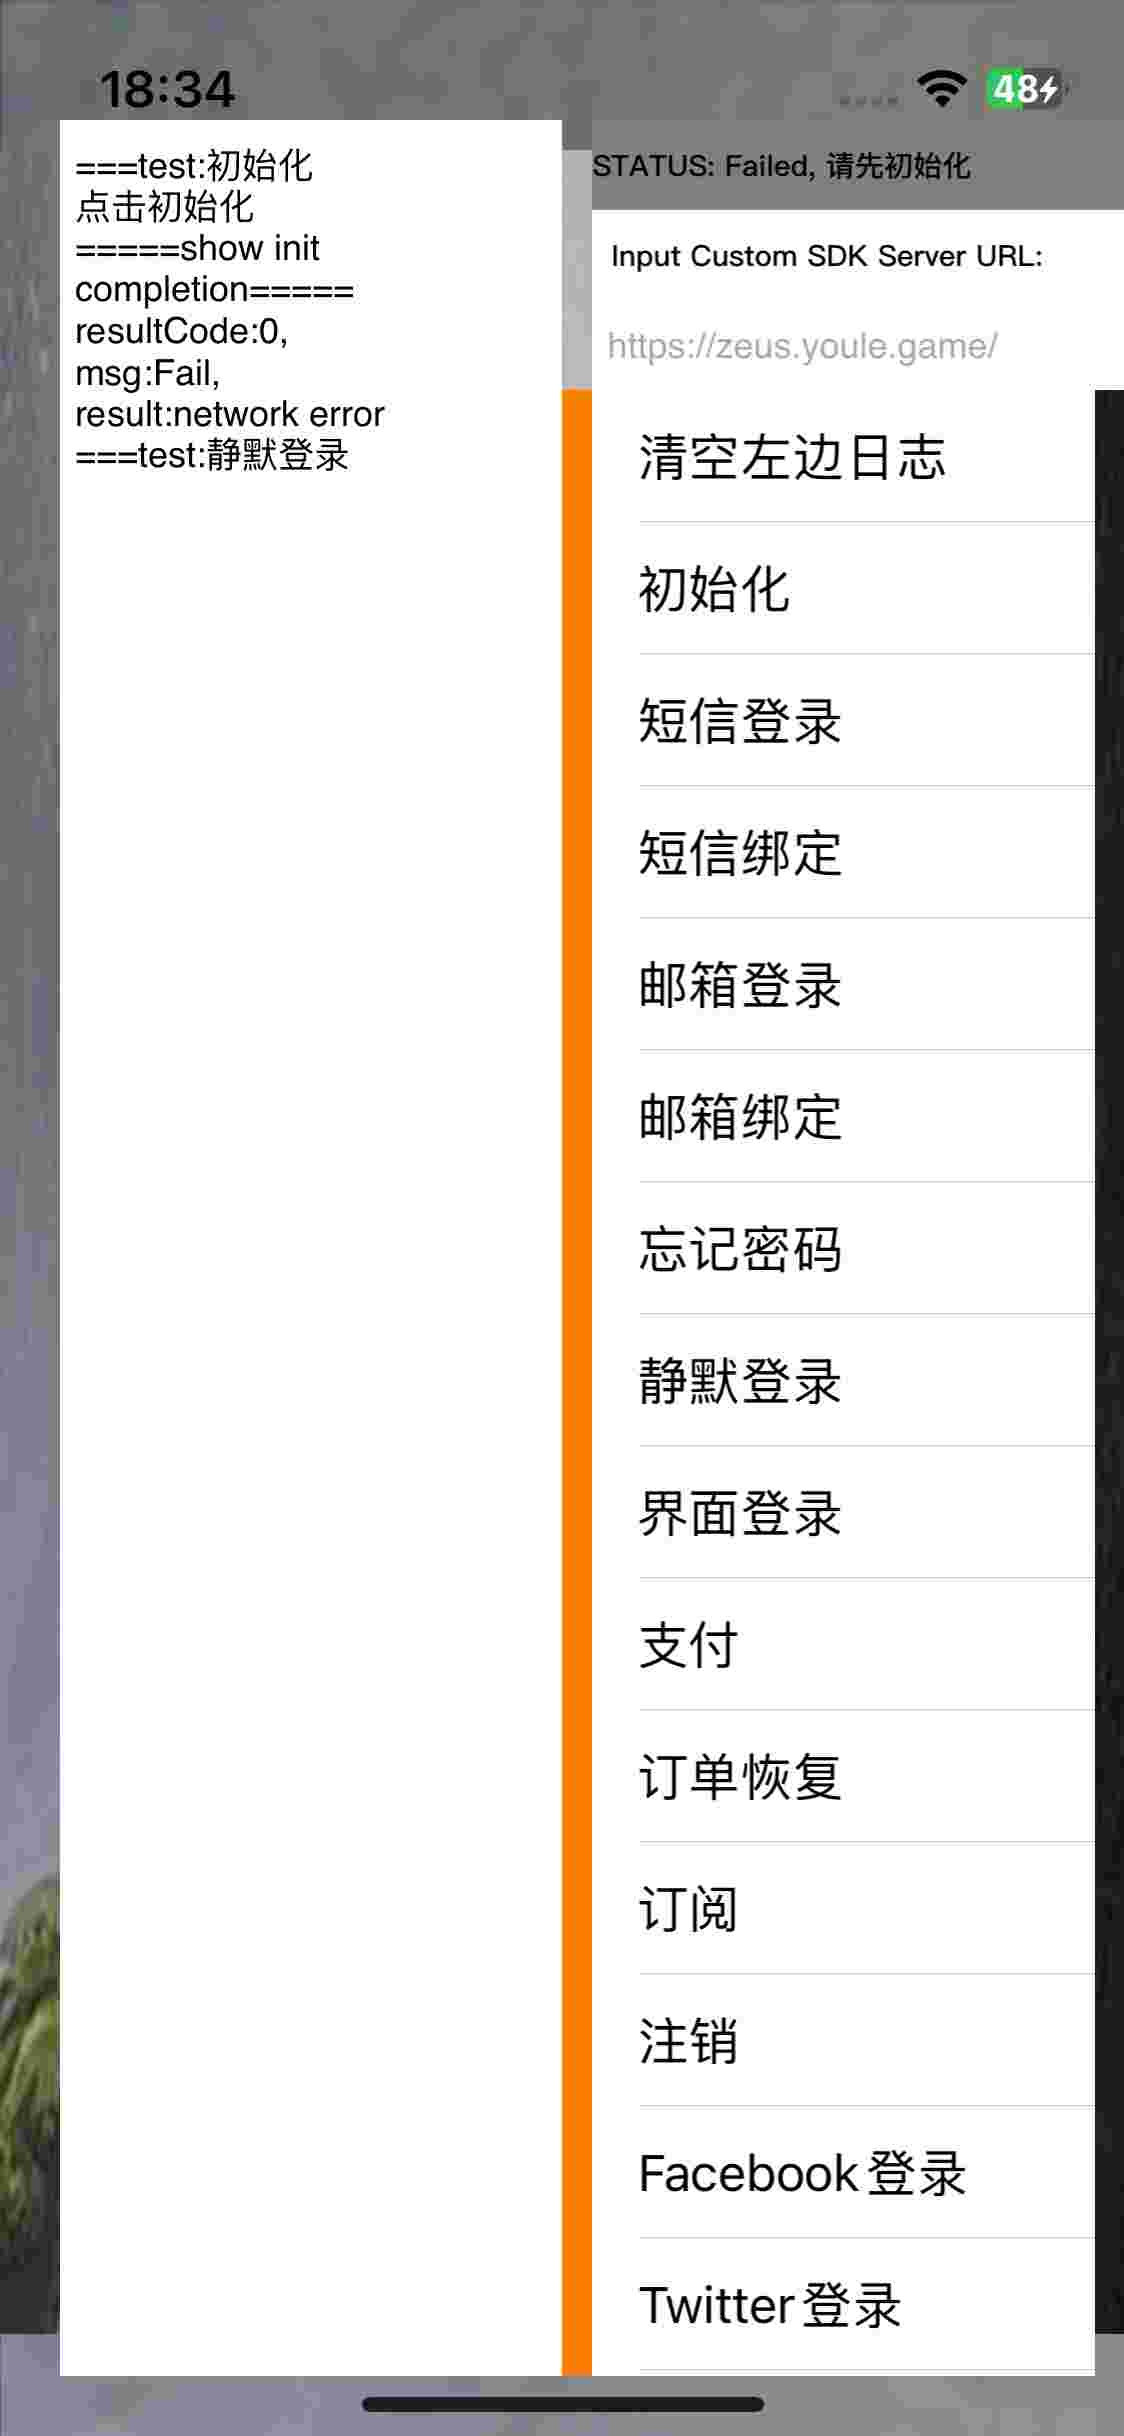 18:34
48
===test:初始化
点击初始化
=====show init
completion=====
resultCode:0,
msg:Fail,
result:network error
===test:静默登录
STATUS: Failed, 请先初始化
Input Custom SDK Server URL:
https://zeus.youle.game/
清空左边日志
初始化
短信登录
短信绑定
邮箱登录
邮箱绑定
忘记密码
静默登录
界面登录
支付
订单恢复
订阅
注销
Facebook登录
Twitter登录